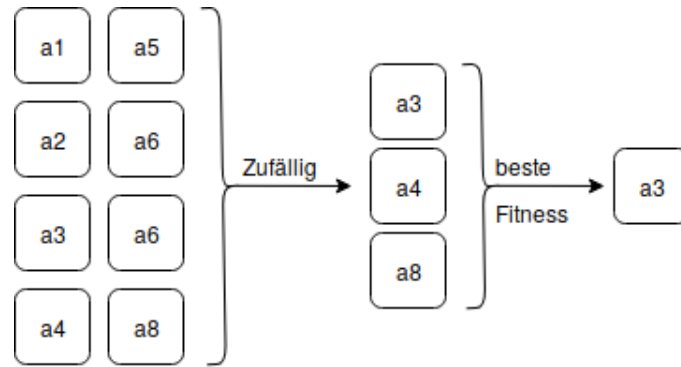 a1 a5
a2 a6
a3 a6
a4 a8
Zufällig
a3
a4
a8
beste
Fitness
a3